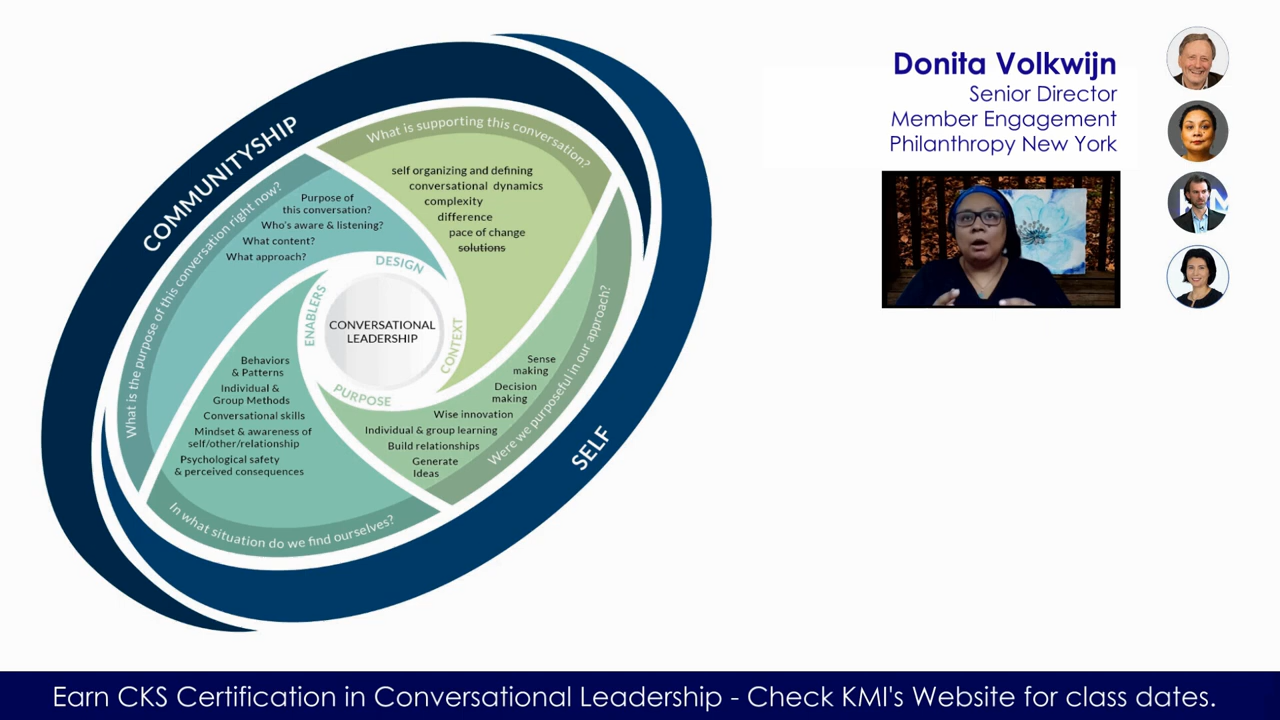 COMMUNITYSHIP
What is supporting this conversation?
self organizing and defining
conversational dynamics
complexity
difference
pace of change
solutions
What is the purpose of this conversation right now?
Purpose of
this conversation?
Who's aware & listening?
What content?
What approach?
DESIGN
ENABLERS
CONVERSATIONAL
LEADERSHIP
CONTEXT
PURPOSE
Behaviors
& Patterns
Individual &
Group Methods
Conversational skills
Mindset & awareness of
self/other/relationship
Psychological safety
& perceived consequences
In what situation do we find ourselves?
Sense
making
Decision
making
Wise innovation
Individual & group learning
Build relationships
Generate
Ideas
Were we purposeful in our approach?
SELF
Donita Volkwijn
Senior Director
Member Engagement
Philanthropy New York
Earn CKS Certification in Conversational Leadership - Check KMI's Website for class dates.